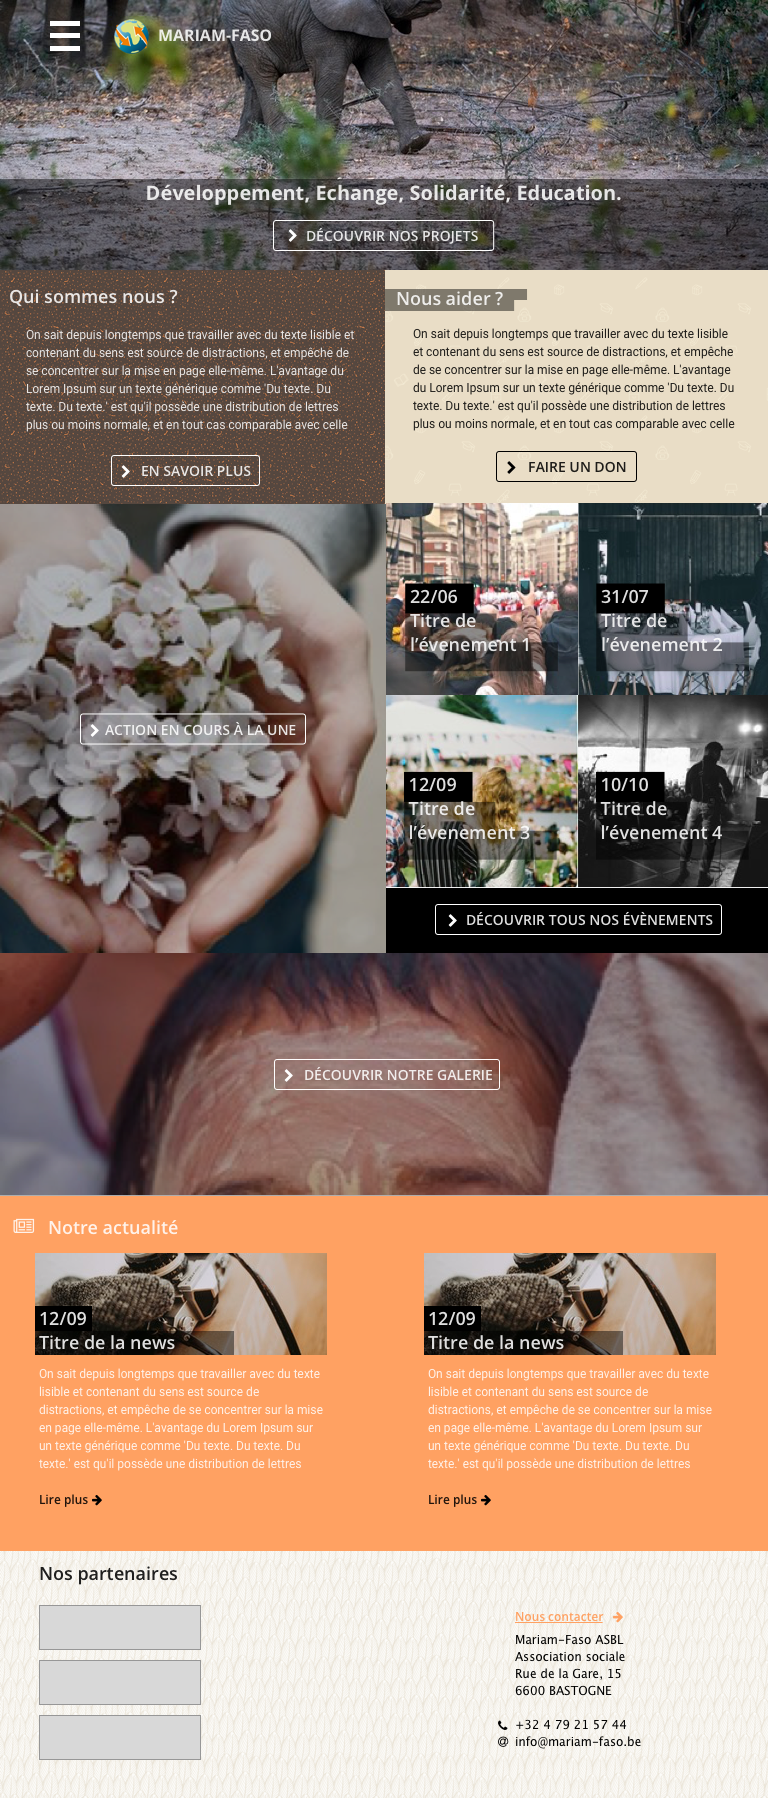 MARIAM-FASO
Développement, Echange, Solidarité, Education.
DÉCOUVRIR NOS PROJETS
Qui sommes nous ?
On sait depuis longtemps que travailler avec du texte lisible et
contenant du sens est source de distractions, et empêche de
se concentrer sur la mise en page elle-même. L'avantage du
Lorem Ipsum sur un texte générique comme 'Du texte. Du
texte. Du texte.' est qu'il possède une distribution de lettres
plus ou moins normale, et en tout cas comparable avec celle
EN SAVOIR PLUS
Nous aider ?
On sait depuis longtemps que travailler avec du texte lisible
et contenant du sens est source de distractions, et empêche
de se concentrer sur la mise en page elle-même. L'avantage
du Lorem Ipsum sur un texte générique comme 'Du texte. Du
texte. Du texte.' est qu'il possède une distribution de lettres
plus ou moins normale, et en tout cas comparable avec celle
FAIRE UN DON
ACTION EN COURS À LA UNE
22/06
Titre de
l'évenement 1
31/07
Titre de
l'évenement 2
12/09
Titre de
l'évenement 3
10/10
Titre de
l'évenement 4
DÉCOUVRIR TOUS NOS ÉVÈNEMENTS
DÉCOUVRIR NOTRE GALERIE
Notre actualité
12/09
Titre de la news
On sait depuis longtemps que travailler avec du texte
lisible et contenant du sens est source de
distractions, et empêche de se concentrer sur la mise
en page elle-même. L'avantage du Lorem Ipsum sur
un texte générique comme 'Du texte. Du texte. Du
texte.' est qu'il possède une distribution de lettres
Lire plus
12/09
Titre de la news
On sait depuis longtemps que travailler avec du texte
lisible et contenant du sens est source de
distractions, et empêche de se concentrer sur la mise
en page elle-même. L'avantage du Lorem Ipsum sur
un texte générique comme 'Du texte. Du texte. Du
texte.' est qu'il possède une distribution de lettres
Lire plus
Nos partenaires
Nous contacter
Mariam-Faso ASBL
Association sociale
Rue de la Gare, 15
6600 BASTOGNE
+32 4 79 21 57 44
@ info@mariam-faso.be